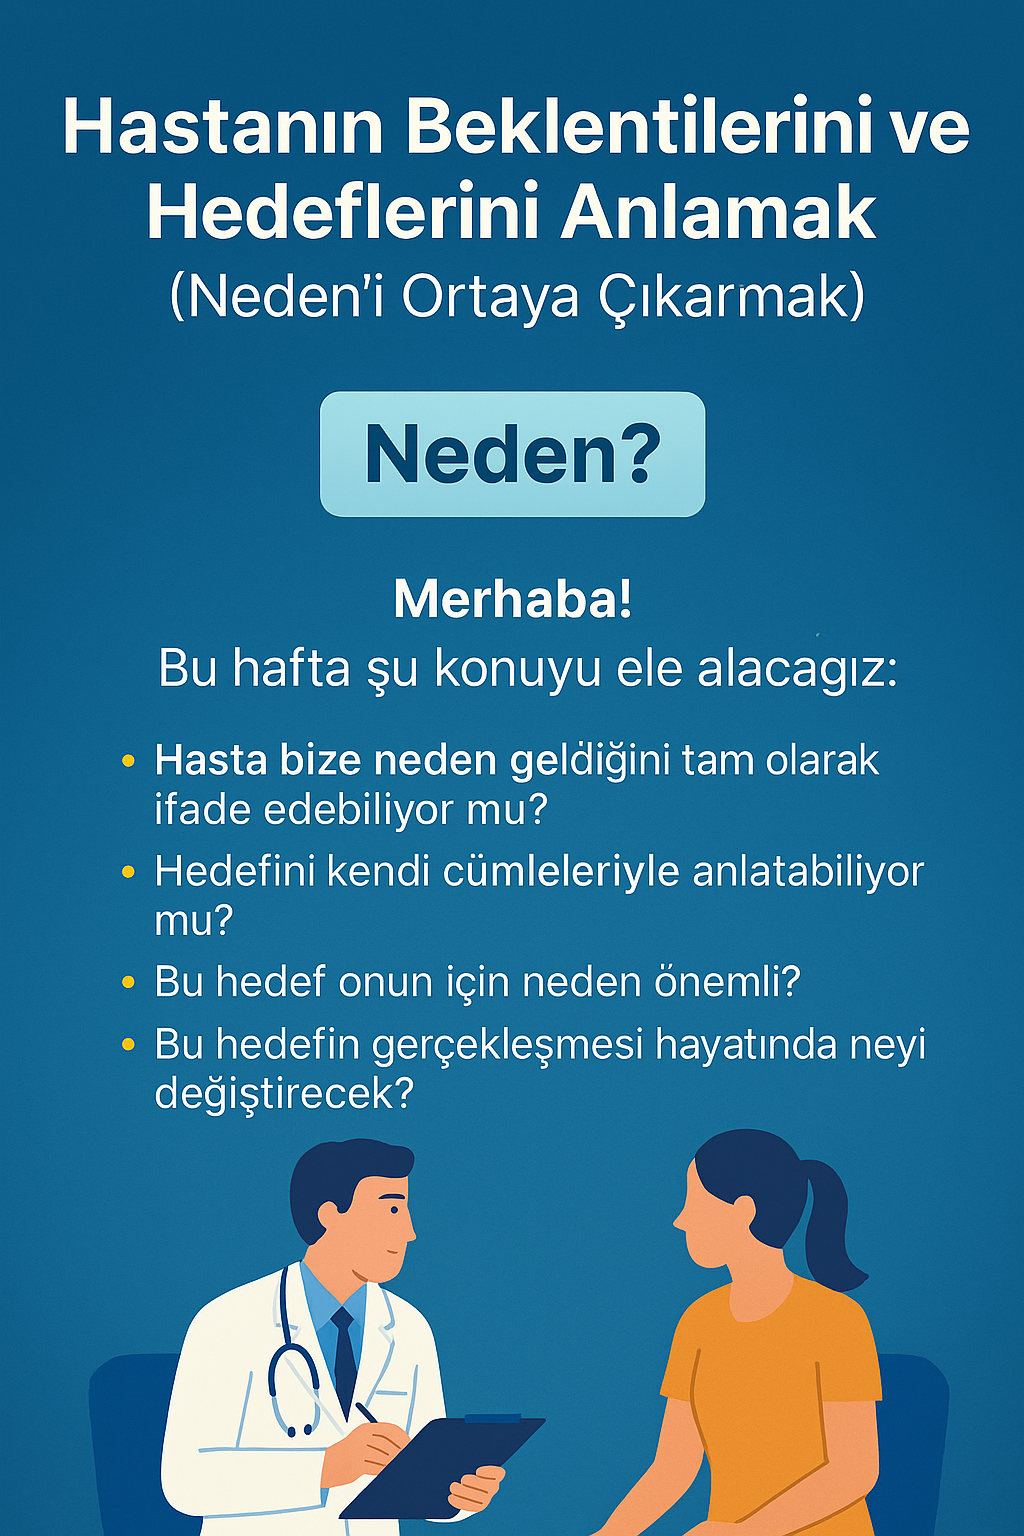 Hastanın Beklentilerini ve
Hedeflerini Anlamak
(Neden'i Ortaya Çıkarmak)
Neden?
Merhaba!
Bu hafta şu konuyu ele alacagız:
• Hasta bize neden geldiğini tam olarak
ifade edebiliyor mu?
• Hedefini kendi cümleleriyle anlatabiliyor
mu?
• Bu hedef onun için neden önemli?
• Bu hedefin gerçekleşmesi hayatında neyi
değiştirecek?